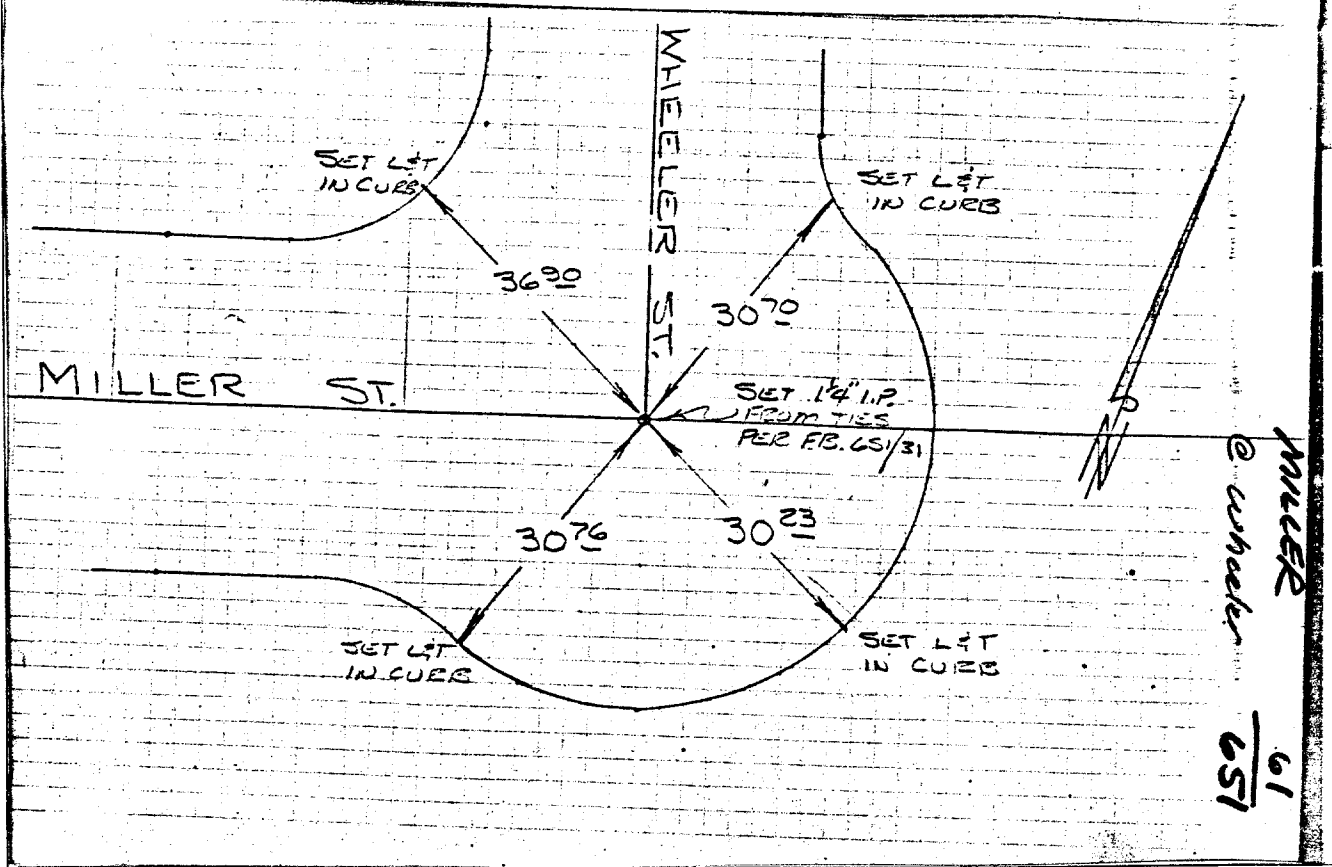 WHEELER ST.
SET L&T
IN CURB
SET L&T
IN CURB
36 90
30 70
MILLER ST.
SET 1¼" I.P.
FROM TIES
PER F.B. 651/31
30 76
30 23
SET L&T
IN CURB
SET L&T
IN CURB
N
MILLER
@ Wheeler
61
651